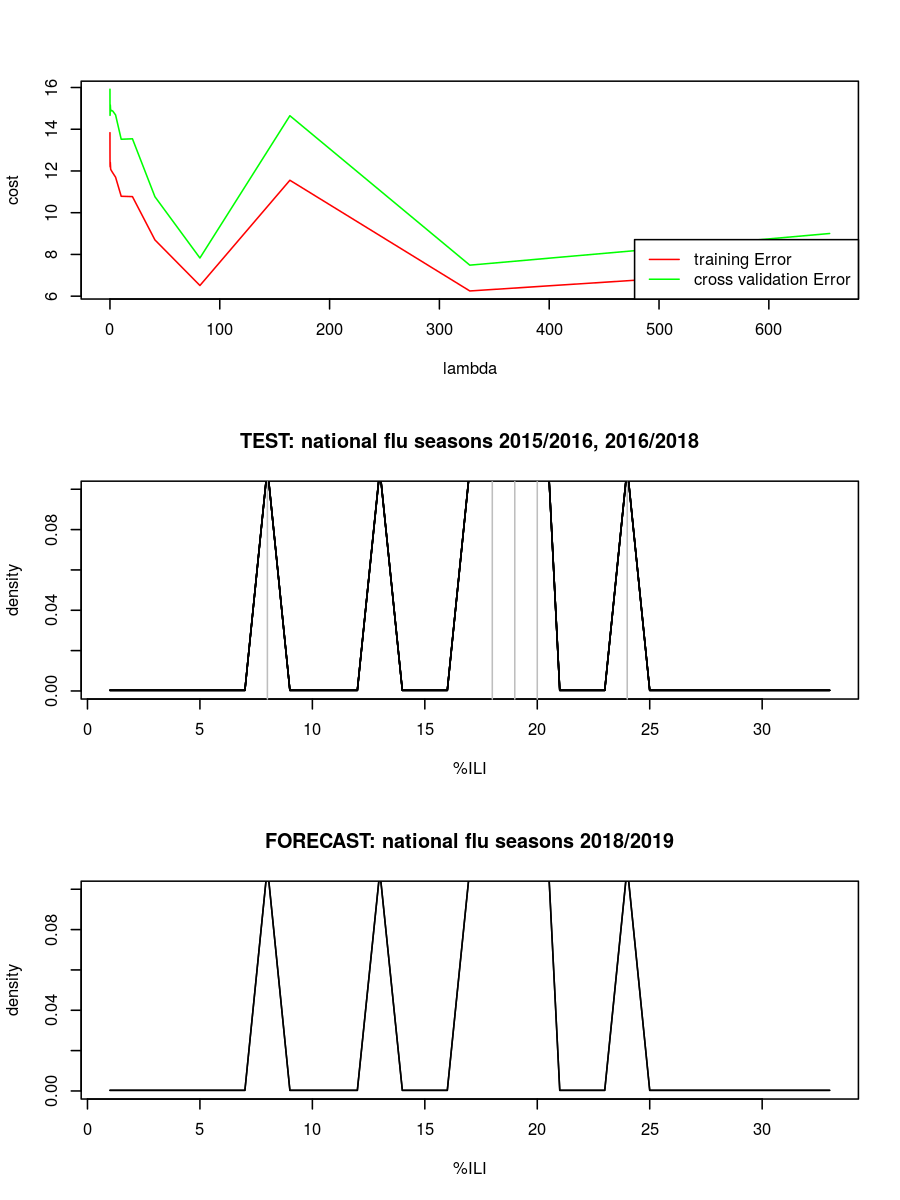 16
14
12
10
8
6
cost
training Error
cross validation Error
0 100 200 300 400 500 600
lambda
TEST: national flu seasons 2015/2016, 2016/2018
0.08
0.04
0.00
density
0 5 10 15 20 25 30
%ILI
FORECAST: national flu seasons 2018/2019
0.08
0.04
0.00
density
0 5 10 15 20 25 30
%ILI